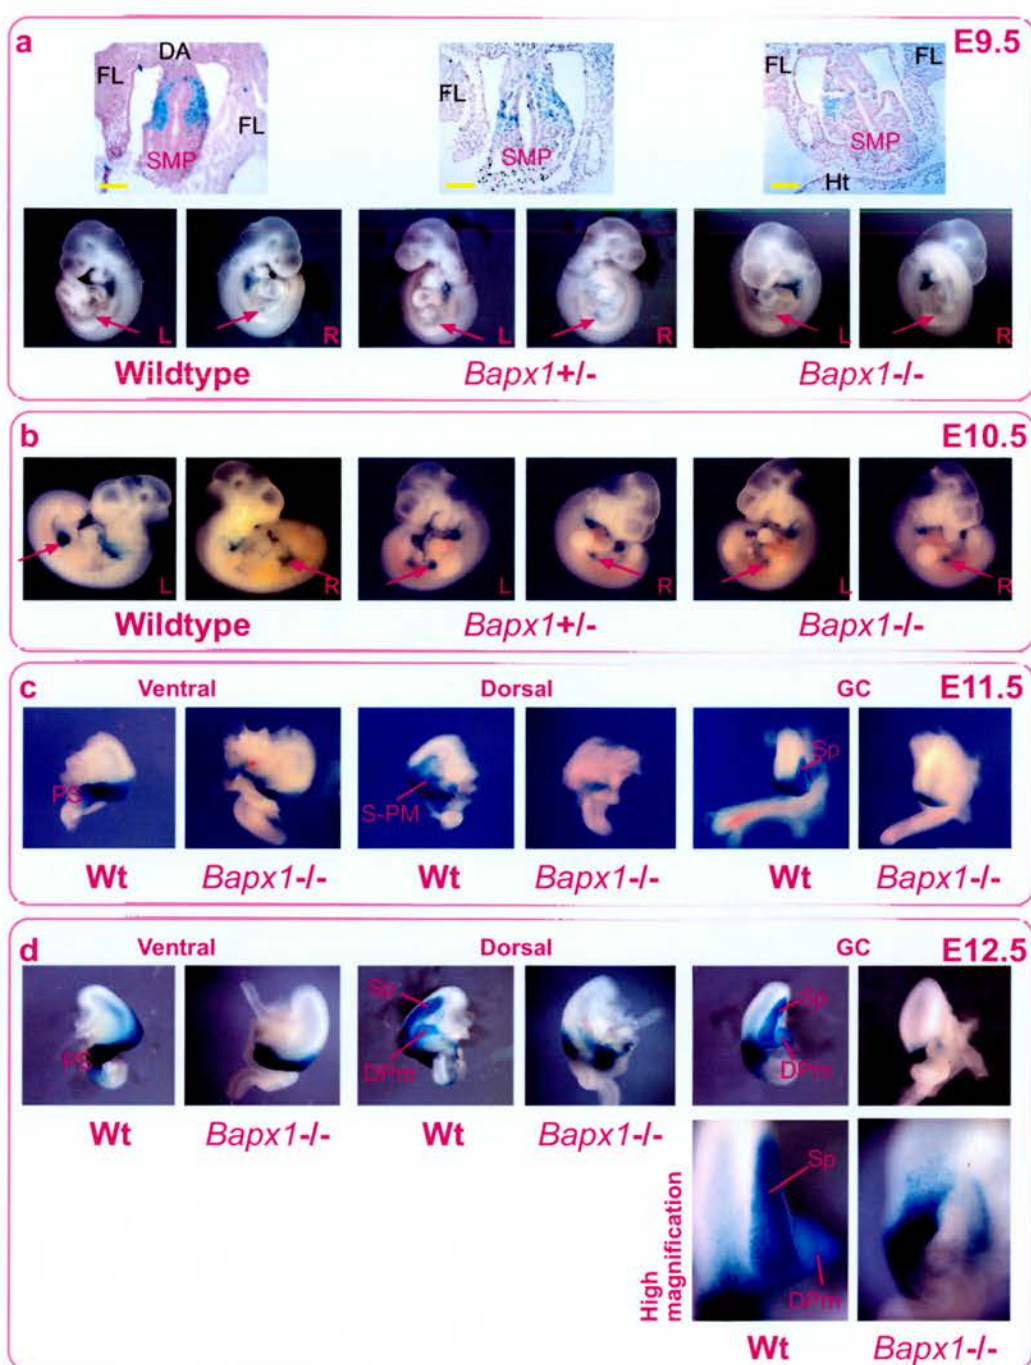 a
E9.5
DA
FL
FL
SMP
FL
SMP
FL
FL
SMP
Ht
L
R
L
R
L
R
Wildtype
Bapx1+/-
Bapx1-/-
b
E10.5
L
R
L
R
L
R
Wildtype
Bapx1+/-
Bapx1-/-
c
Ventral
Dorsal
GC
E11.5
PS
S-PM
Sp
Wt
Bapx1-/-
Wt
Bapx1-/-
Wt
Bapx1-/-
d
Ventral
Dorsal
GC
E12.5
PS
Sp
DPm
Sp
DPm
Wt
Bapx1-/-
Wt
Bapx1-/-
High
magnification
Sp
DPm
Wt
Bapx1-/-